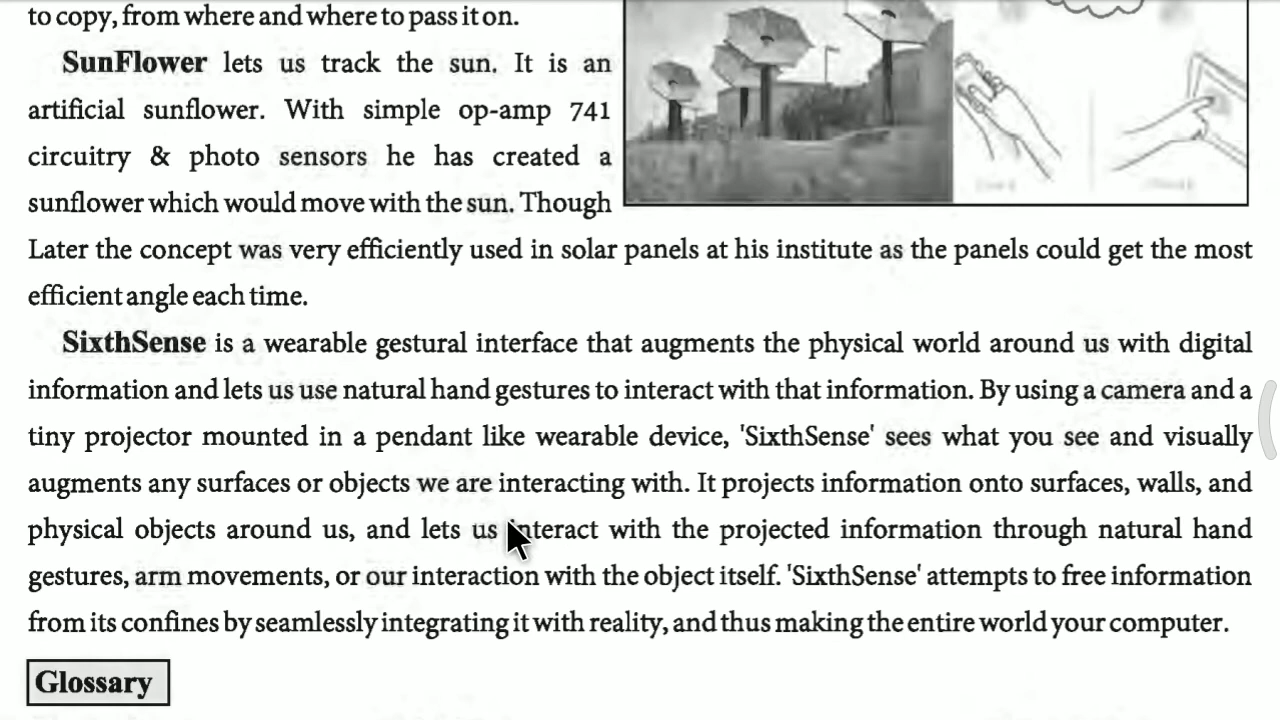 to copy, from where and where to pass it on.
SunFlower lets us track the sun. It is an
artificial sunflower. With simple op-amp 741
circuitry & photo sensors he has created a
sunflower which would move with the sun. Though
Later the concept was very efficiently used in solar panels at his institute as the panels could get the most
efficient angle each time.
SixthSense is a wearable gestural interface that augments the physical world around us with digital
information and lets us use natural hand gestures to interact with that information. By using a camera and a
tiny projector mounted in a pendant like wearable device, 'SixthSense' sees what you see and visually
augments any surfaces or objects we are interacting with. It projects information onto surfaces, walls, and
physical objects around us, and lets us interact with the projected information through natural hand
gestures, arm movements, or our interaction with the object itself. 'SixthSense' attempts to free information
from its confines by seamlessly integrating it with reality, and thus making the entire world your computer.
Glossary